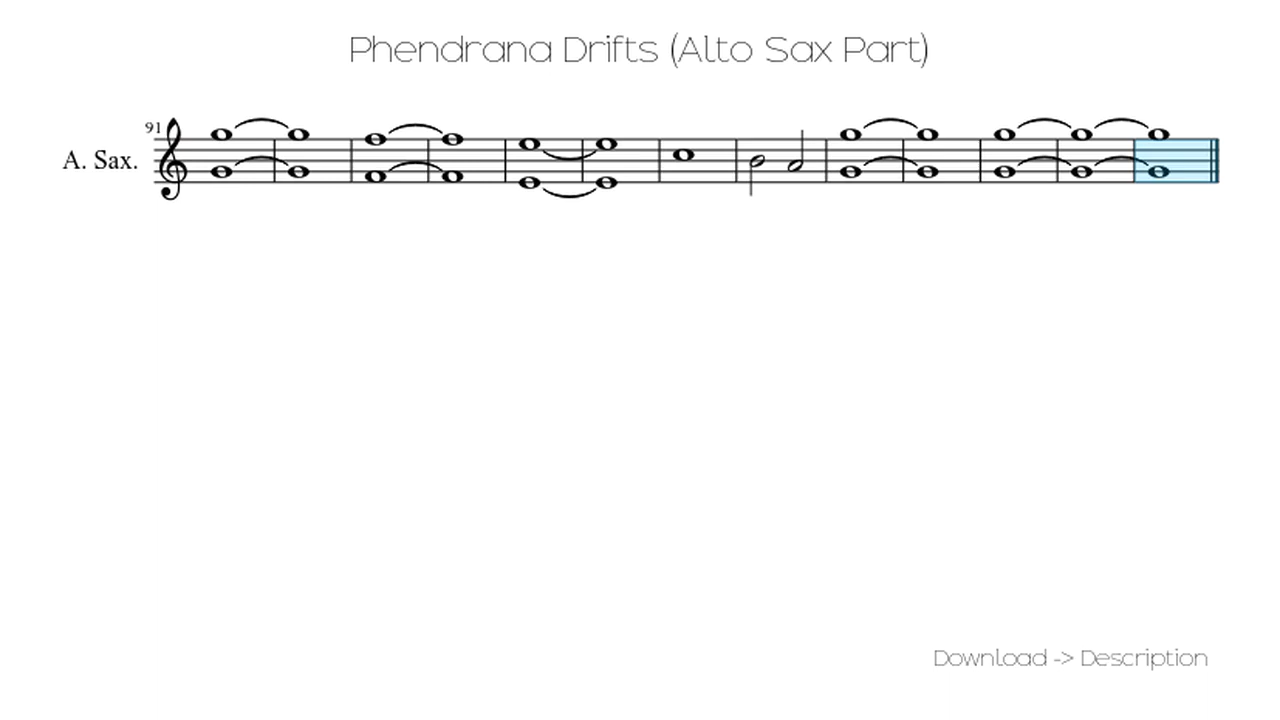 Phendrana Drifts (Alto Sax Part)
91
A. Sax.
Download -> Description